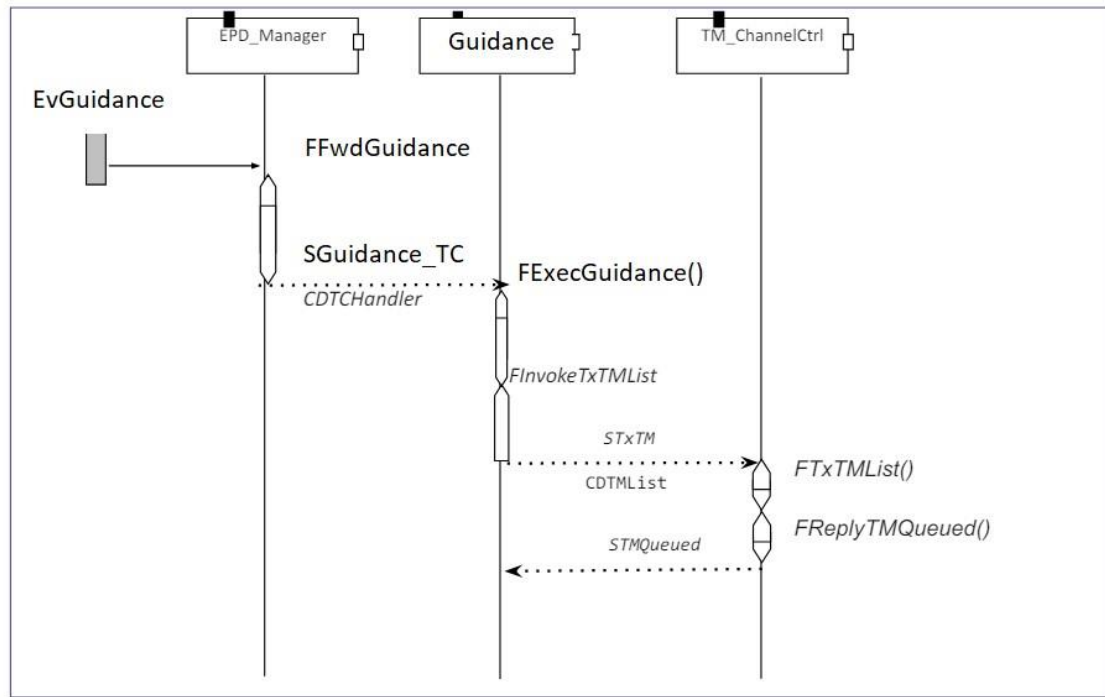 EPD_Manager
Guidance
TM_ChannelCtrl
EvGuidance
FFwdGuidance
SGuidance_TC
FExecGuidance()
CDTCHandler
FInvokeTxTMList
STxTM
FTxTMList()
CDTMList
FReplyTMQueued()
STMQueued